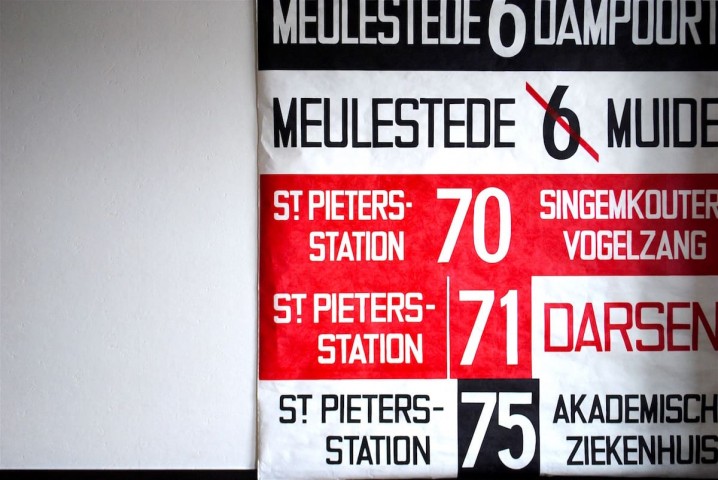 MEULESTEDE 6 DAMPOORT
MEULESTEDE 6 MUIDE
ST PIETERS- 70 SINGEMKOUTER
STATION VOGELZANG
ST PIETERS- 71 DARSEN
STATION
ST PIETERS- 75 AKADEMISCH
STATION ZIEKENHUIS